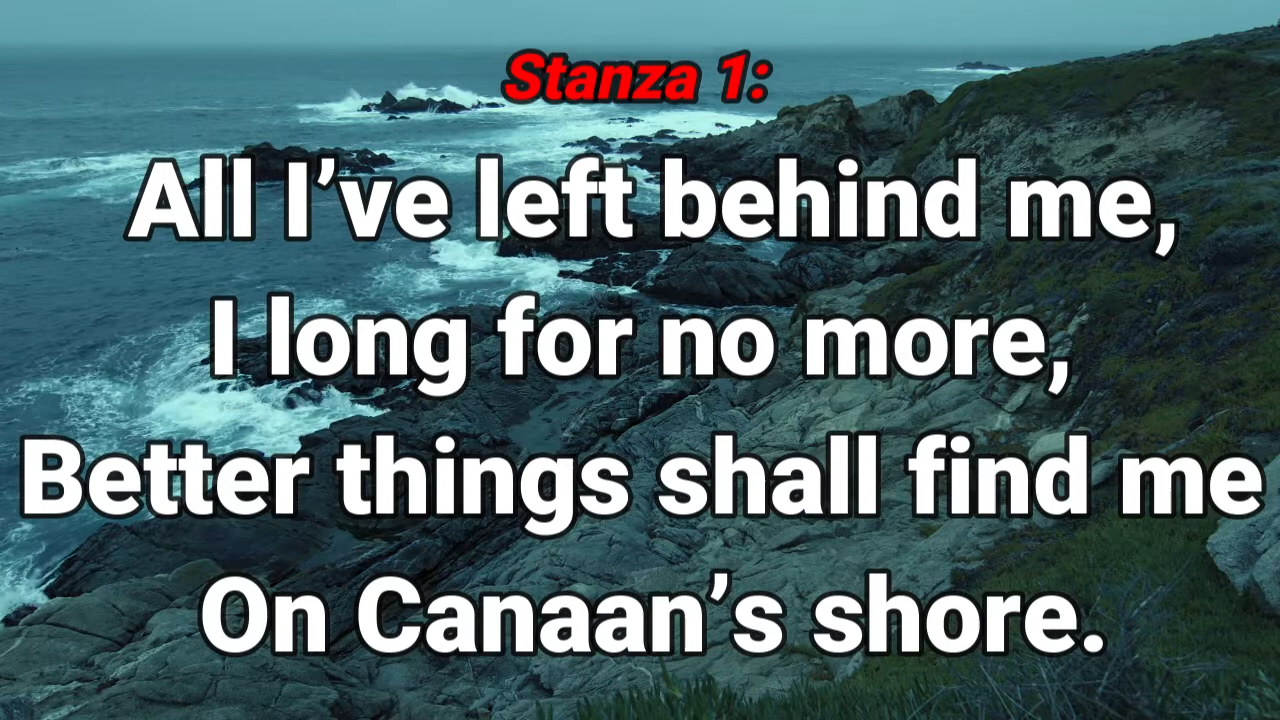 Stanza 1:
All I’ve left behind me,
I long for no more,
Better things shall find me
On Canaan’s shore.